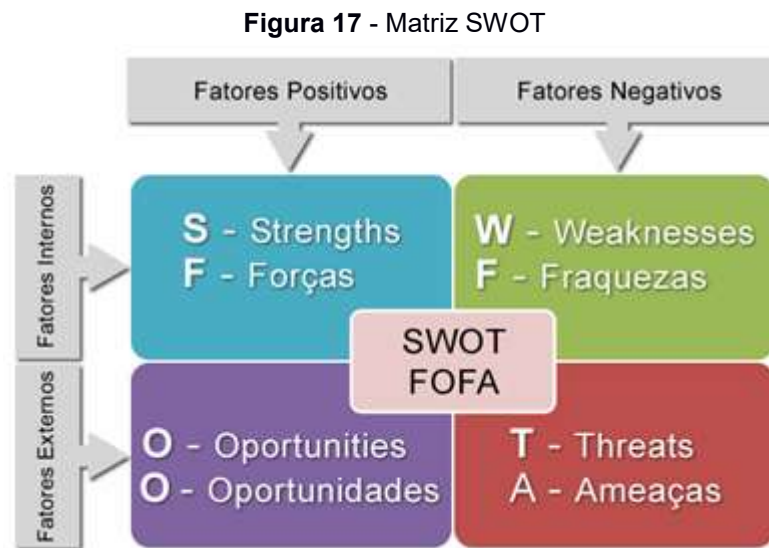 Figura 17 - Matriz SWOT
Fatores Positivos
Fatores Negativos
Fatores Internos
S - Strengths
F - Forças
W - Weaknesses
F - Fraquezas
SWOT
FOFA
Fatores Externos
O - Oportunities
O - Oportunidades
T - Threats
A - Ameaças